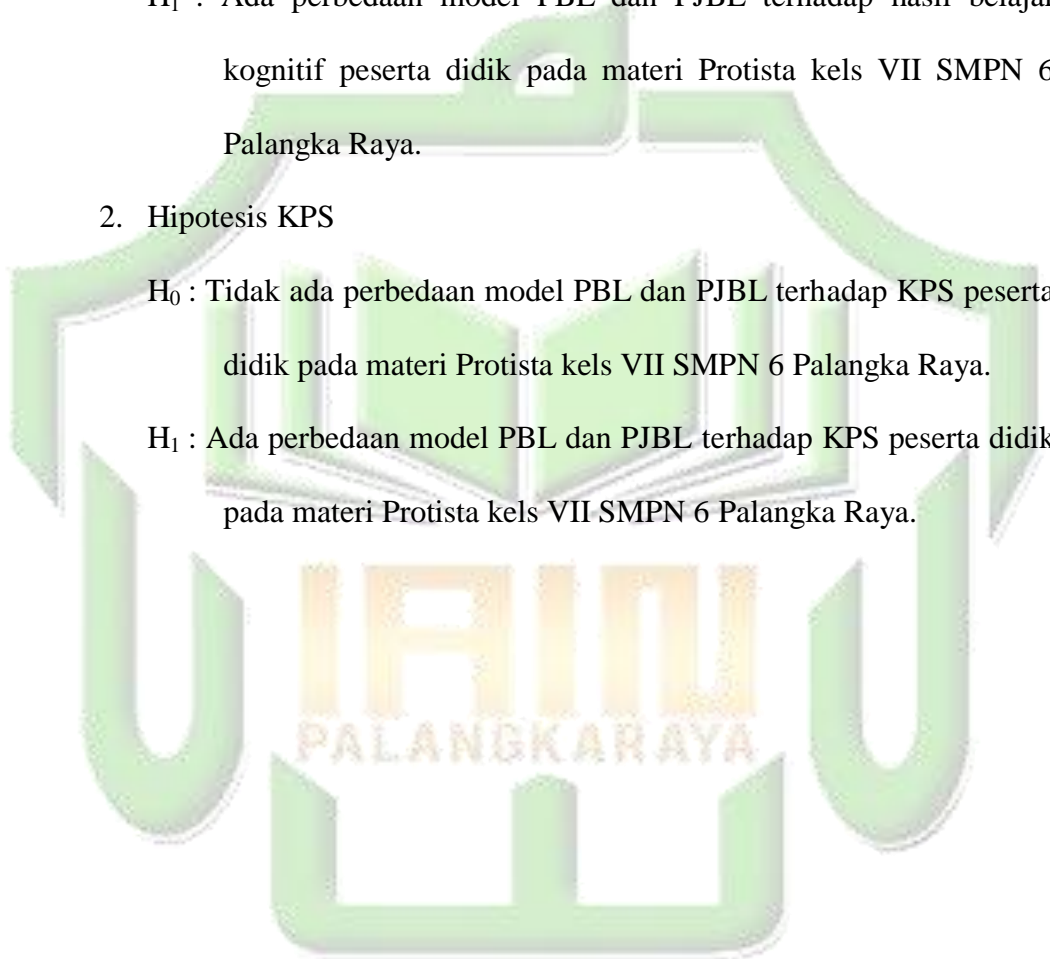 H₁ : Ada perbedaan model PBL dan PJBL terhadap hasil belajar
kognitif peserta didik pada materi Protista kels VII SMPN 6
Palangka Raya.
2. Hipotesis KPS
H₀ : Tidak ada perbedaan model PBL dan PJBL terhadap KPS peserta
didik pada materi Protista kels VII SMPN 6 Palangka Raya.
H₁ : Ada perbedaan model PBL dan PJBL terhadap KPS peserta didik
pada materi Protista kels VII SMPN 6 Palangka Raya.
IAIN
PALANGKARAYA